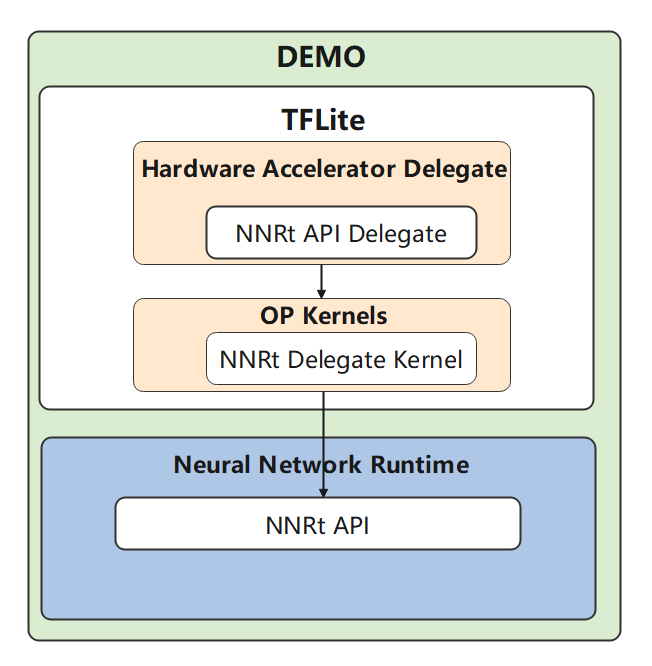 DEMO
TFLite
Hardware Accelerator Delegate
NNRt API Delegate
OP Kernels
NNRt Delegate Kernel
Neural Network Runtime
NNRt API